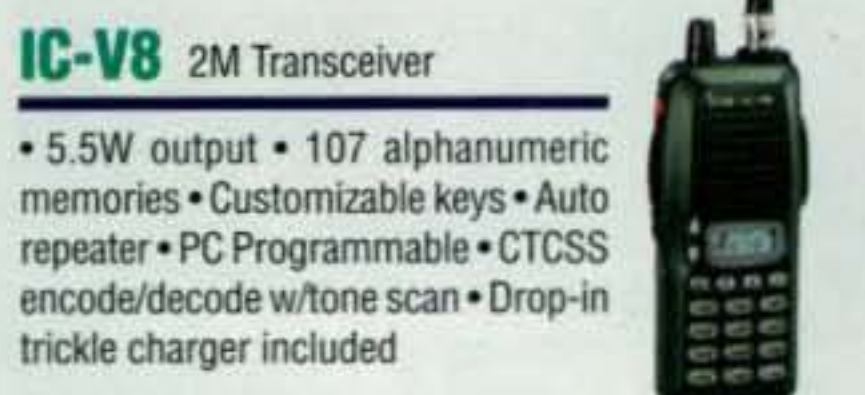 IC-V8 2M Transceiver
• 5.5W output • 107 alphanumeric
memories • Customizable keys • Auto
repeater • PC Programmable • CTCSS
encode/decode w/tone scan • Drop-in
trickle charger included